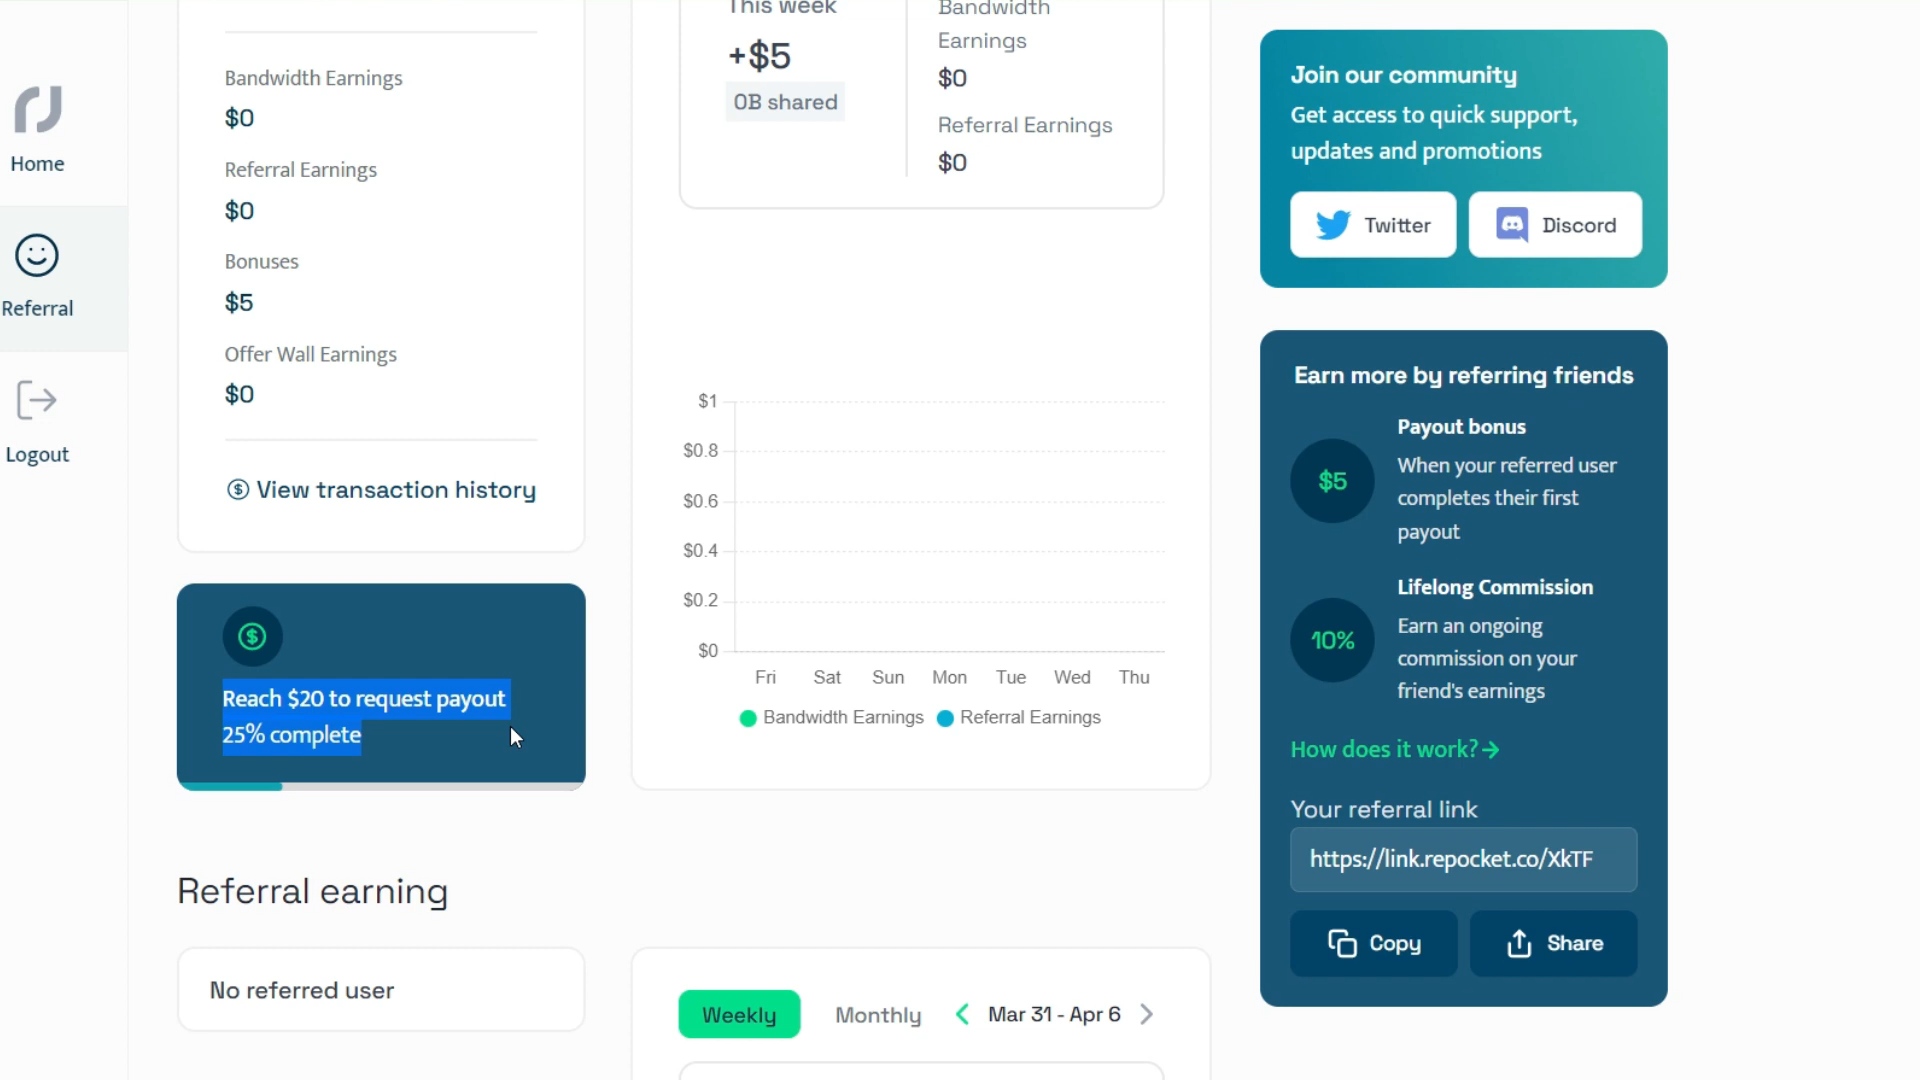 Home
Referral
Logout
Bandwidth Earnings
$0
Referral Earnings
$0
Bonuses
$5
Offer Wall Earnings
$0
View transaction history
Reach $20 to request payout
25% complete
This week
+$5
0B shared
Bandwidth
Earnings
$0
Referral Earnings
$0
$1
$0.8
$0.6
$0.4
$0.2
$0
Fri Sat Sun Mon Tue Wed Thu
Bandwidth Earnings Referral Earnings
Referral earning
No referred user
Weekly Monthly Mar 31 - Apr 6
Join our community
Get access to quick support,
updates and promotions
Twitter Discord
Earn more by referring friends
$5
Payout bonus
When your referred user
completes their first
payout
10%
Lifelong Commission
Earn an ongoing
commission on your
friend's earnings
How does it work?
Your referral link
https://link.repocket.co/XkTF
Copy Share